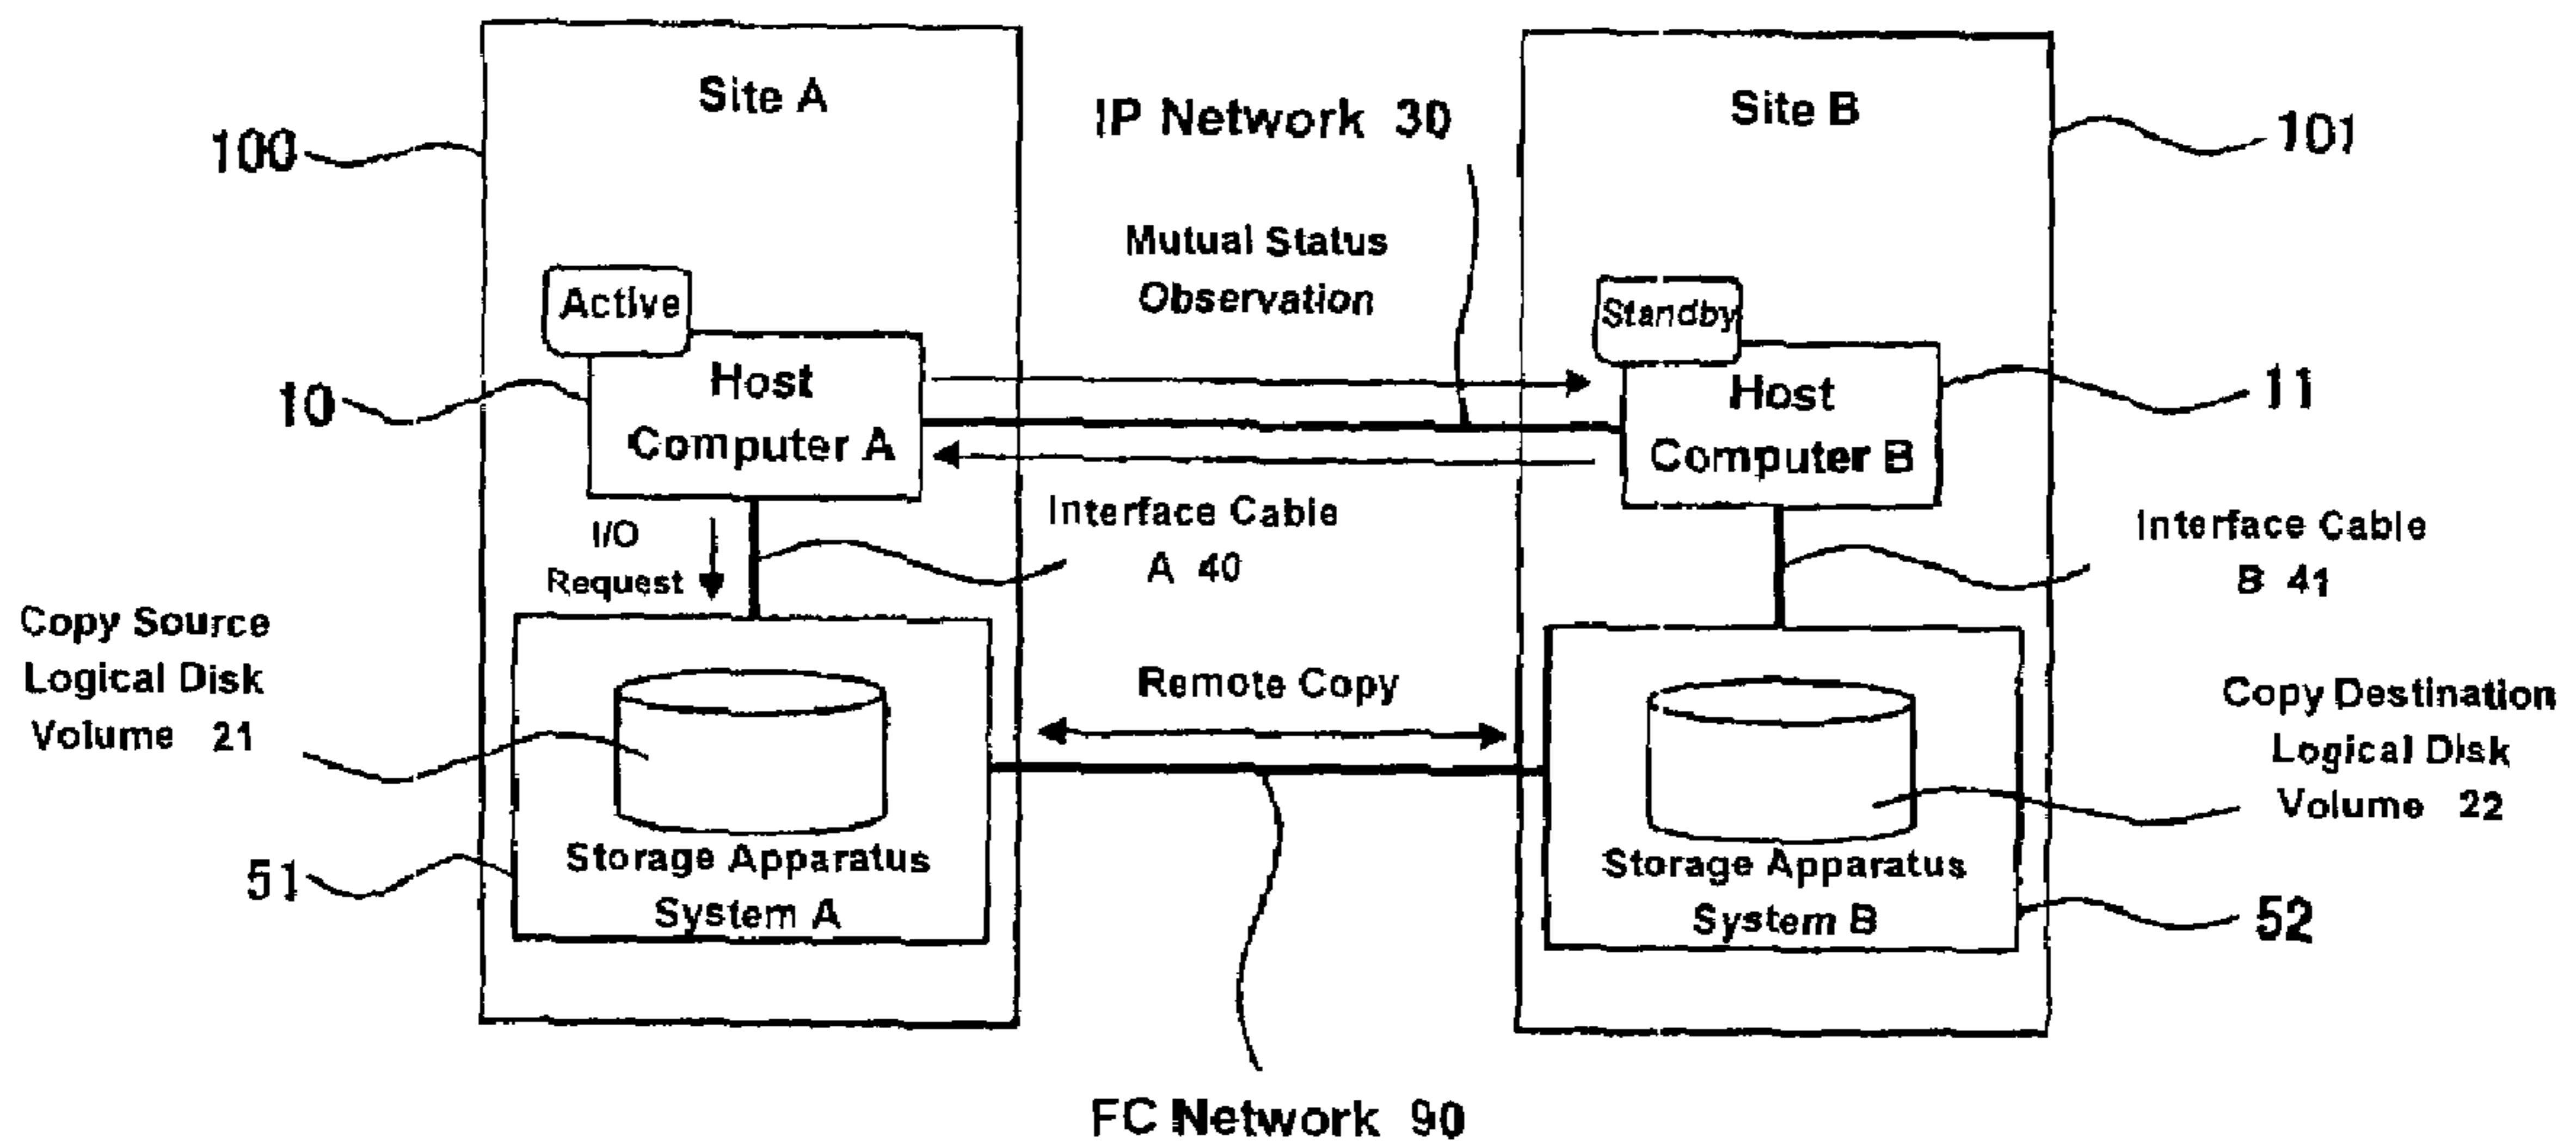 Site A
IP Network 30
Site B
100
101
Mutual Status
Observation
Active
Standby
Host
Computer A
Host
Computer B
10
11
I/O
Request
Interface Cable
A 40
Interface Cable
B 41
Copy Source
Logical Disk
Volume 21
Remote Copy
Copy Destination
Logical Disk
Volume 22
Storage Apparatus
System A
Storage Apparatus
System B
51
52
FC Network 90